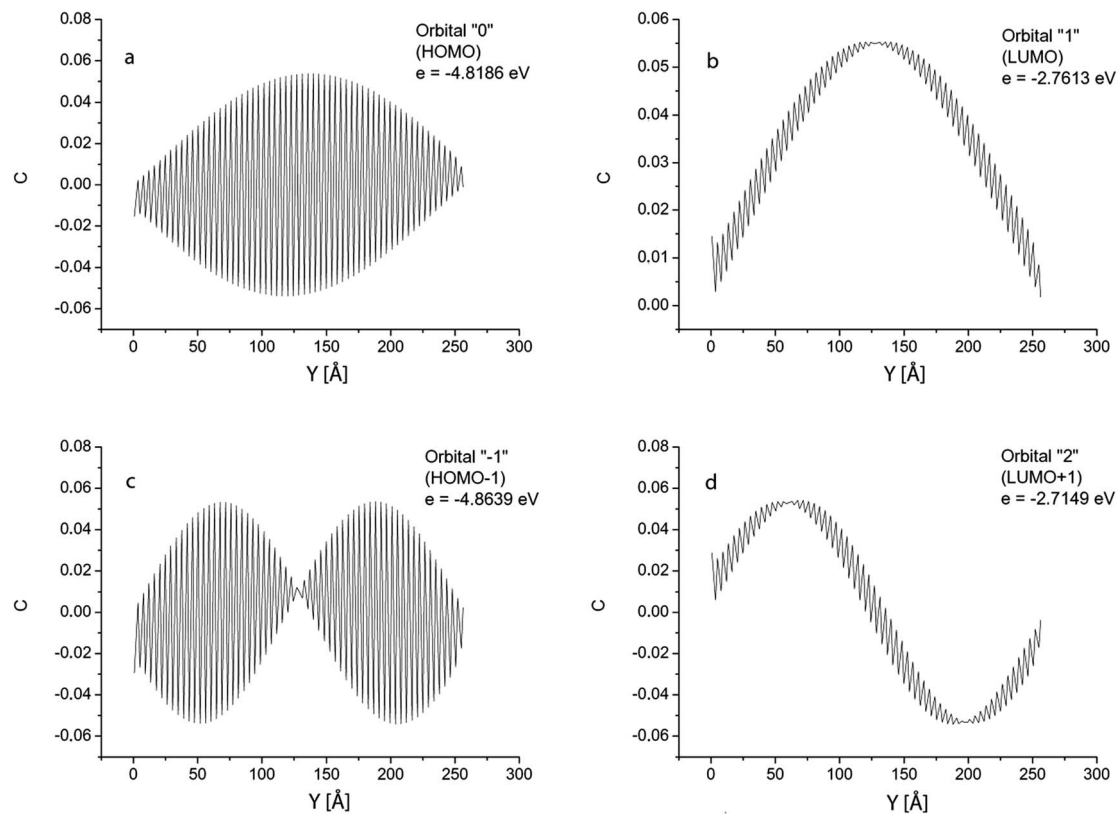 a
Orbital "0"
(HOMO)
e = -4.8186 eV
0.08
0.06
0.04
0.02
0.00
-0.02
-0.04
-0.06
C
0
50
100
150
200
250
300
Y [Å]
b
Orbital "1"
(LUMO)
e = -2.7613 eV
0.06
0.05
0.04
0.03
0.02
0.01
0.00
C
0
50
100
150
200
250
300
Y [Å]
c
Orbital "-1"
(HOMO-1)
e = -4.8639 eV
0.08
0.06
0.04
0.02
0.00
-0.02
-0.04
-0.06
C
0
50
100
150
200
250
300
Y [Å]
d
Orbital "2"
(LUMO+1)
e = -2.7149 eV
0.08
0.06
0.04
0.02
0.00
-0.02
-0.04
-0.06
C
0
50
100
150
200
250
300
Y [Å]